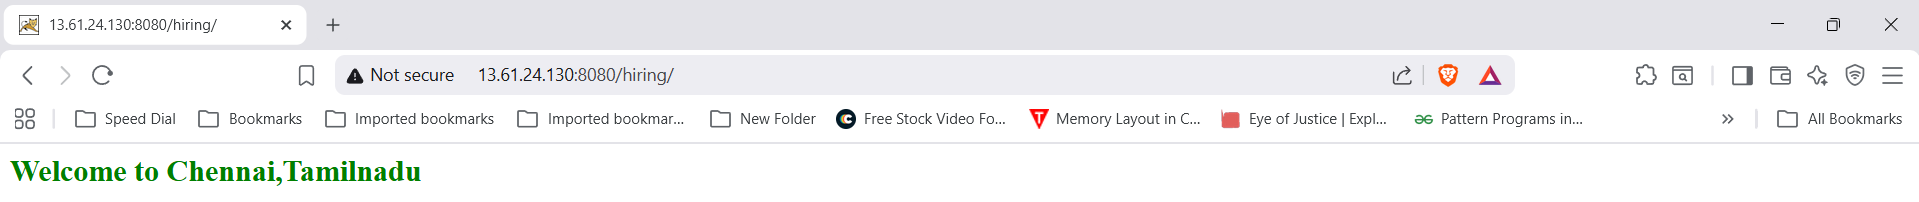 13.61.24.130:8080/hiring/
Not secure 13.61.24.130:8080/hiring/
Speed Dial Bookmarks Imported bookmarks Imported bookmar... New Folder Free Stock Video Fo... Memory Layout in C... Eye of Justice | Expl... Pattern Programs in... All Bookmarks
Welcome to Chennai,Tamilnadu